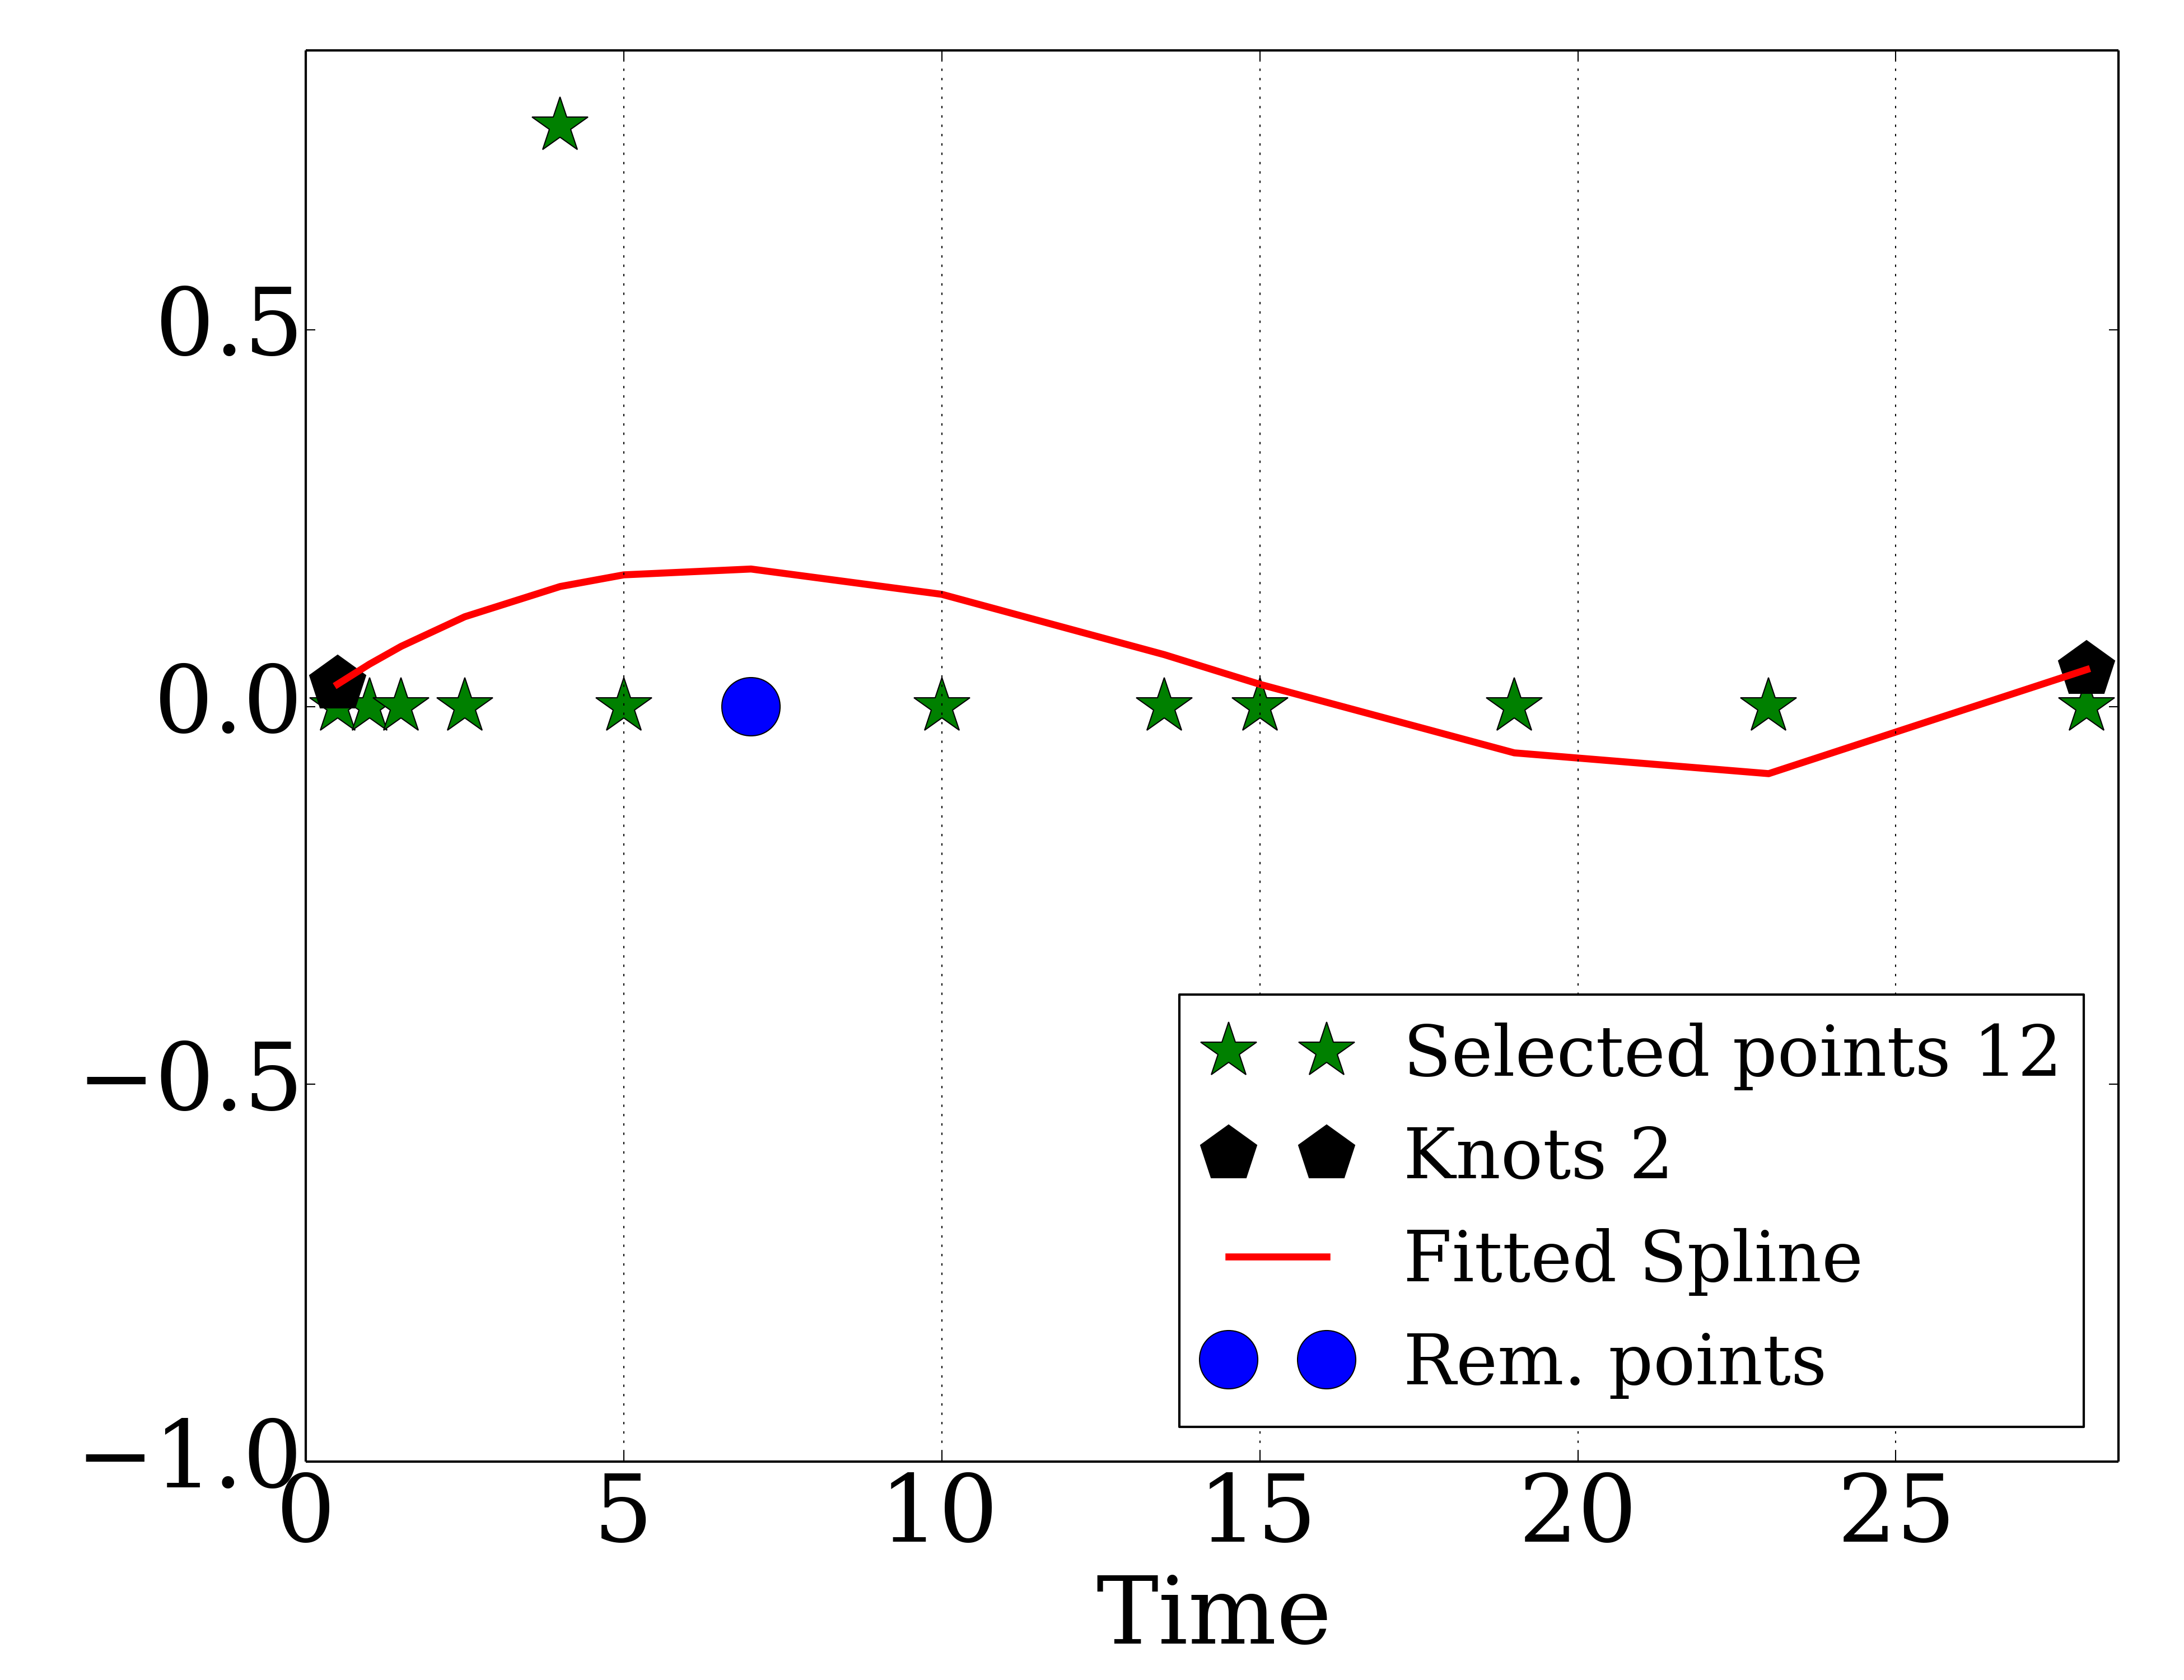 0.5
0.0
−0.5
−1.0
0 5 10 15 20 25
Time
Selected points 12
Knots 2
Fitted Spline
Rem. points